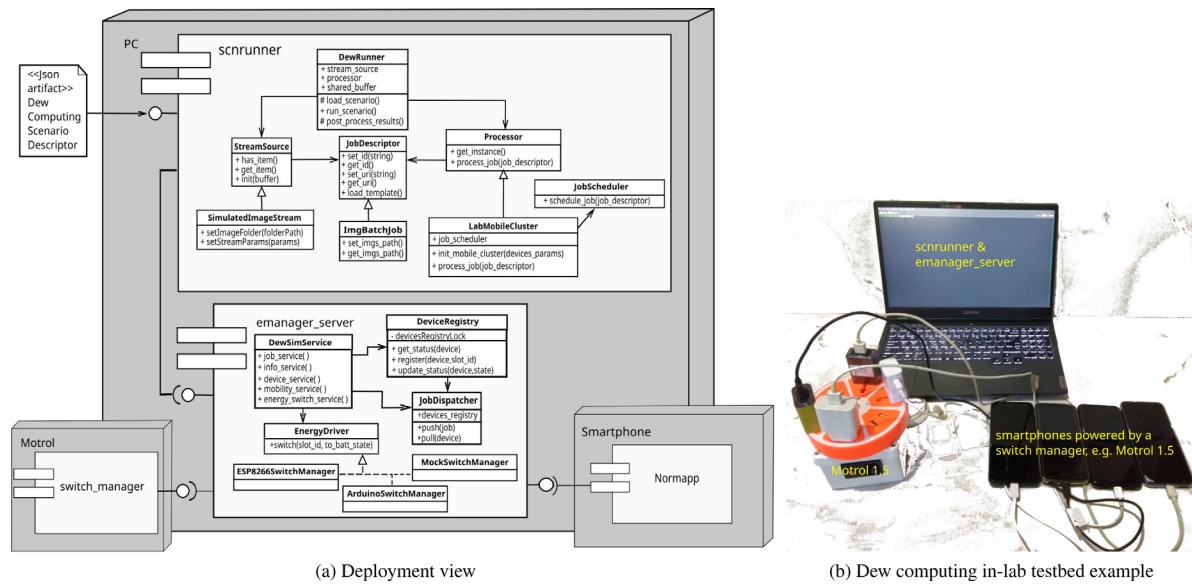 PC
<<Json
artifact>>
Dew
Computing
Scenario
Descriptor
scnrunner
DewRunner
+ stream_source
+ processor
+ shared_buffer
# load_scenario()
+ run_scenario()
# post_process_results()
StreamSource
+ has_item()
+ get_item()
+ init(buffer)
JobDescriptor
+ set_id(string)
+ get_id()
+ set_uri(string)
+ get_uri()
+ load_template()
Processor
+ get_instance()
+ process_job(job_descriptor)
JobScheduler
+ schedule_job(job_descriptor)
SimulatedImageStream
+ setImageFolder(folderPath)
+ setStreamParams(params)
ImgBatchJob
+ set_imgs_path()
+ get_imgs_path()
LabMobileCluster
+ job_scheduler
+ init_mobile_cluster(devices_params)
+ process_job(job_descriptor)
emanager_server
DewSimService
+ job_service( )
+ info_service( )
+ device_service( )
+ mobility_service( )
+ energy_switch_service( )
DeviceRegistry
- devicesRegistryLock
+ get_status(device)
+ register(device,slot_id)
+ update_status(device,state)
JobDispatcher
+devices_registry
+push(job)
+pull(device)
EnergyDriver
+switch(slot_id, to_batt_state)
ESP8266SwitchManager
MockSwitchManager
ArduinoSwitchManager
Motrol
switch_manager
Smartphone
Normapp
(a) Deployment view
scnrunner &
emanager_server
Lenovo
Motrol 1.5
smartphones powered by a
switch manager, e.g. Motrol 1.5
(b) Dew computing in-lab testbed example